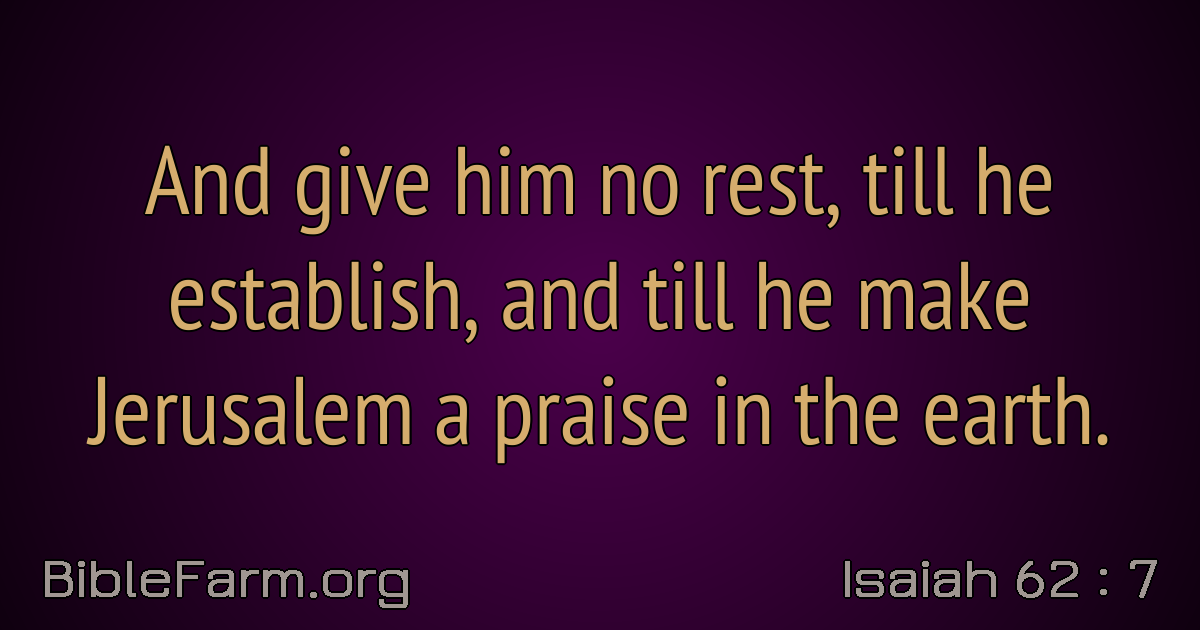 And give him no rest, till he
establish, and till he make
Jerusalem a praise in the earth.
BibleFarm.org
Isaiah 62 : 7